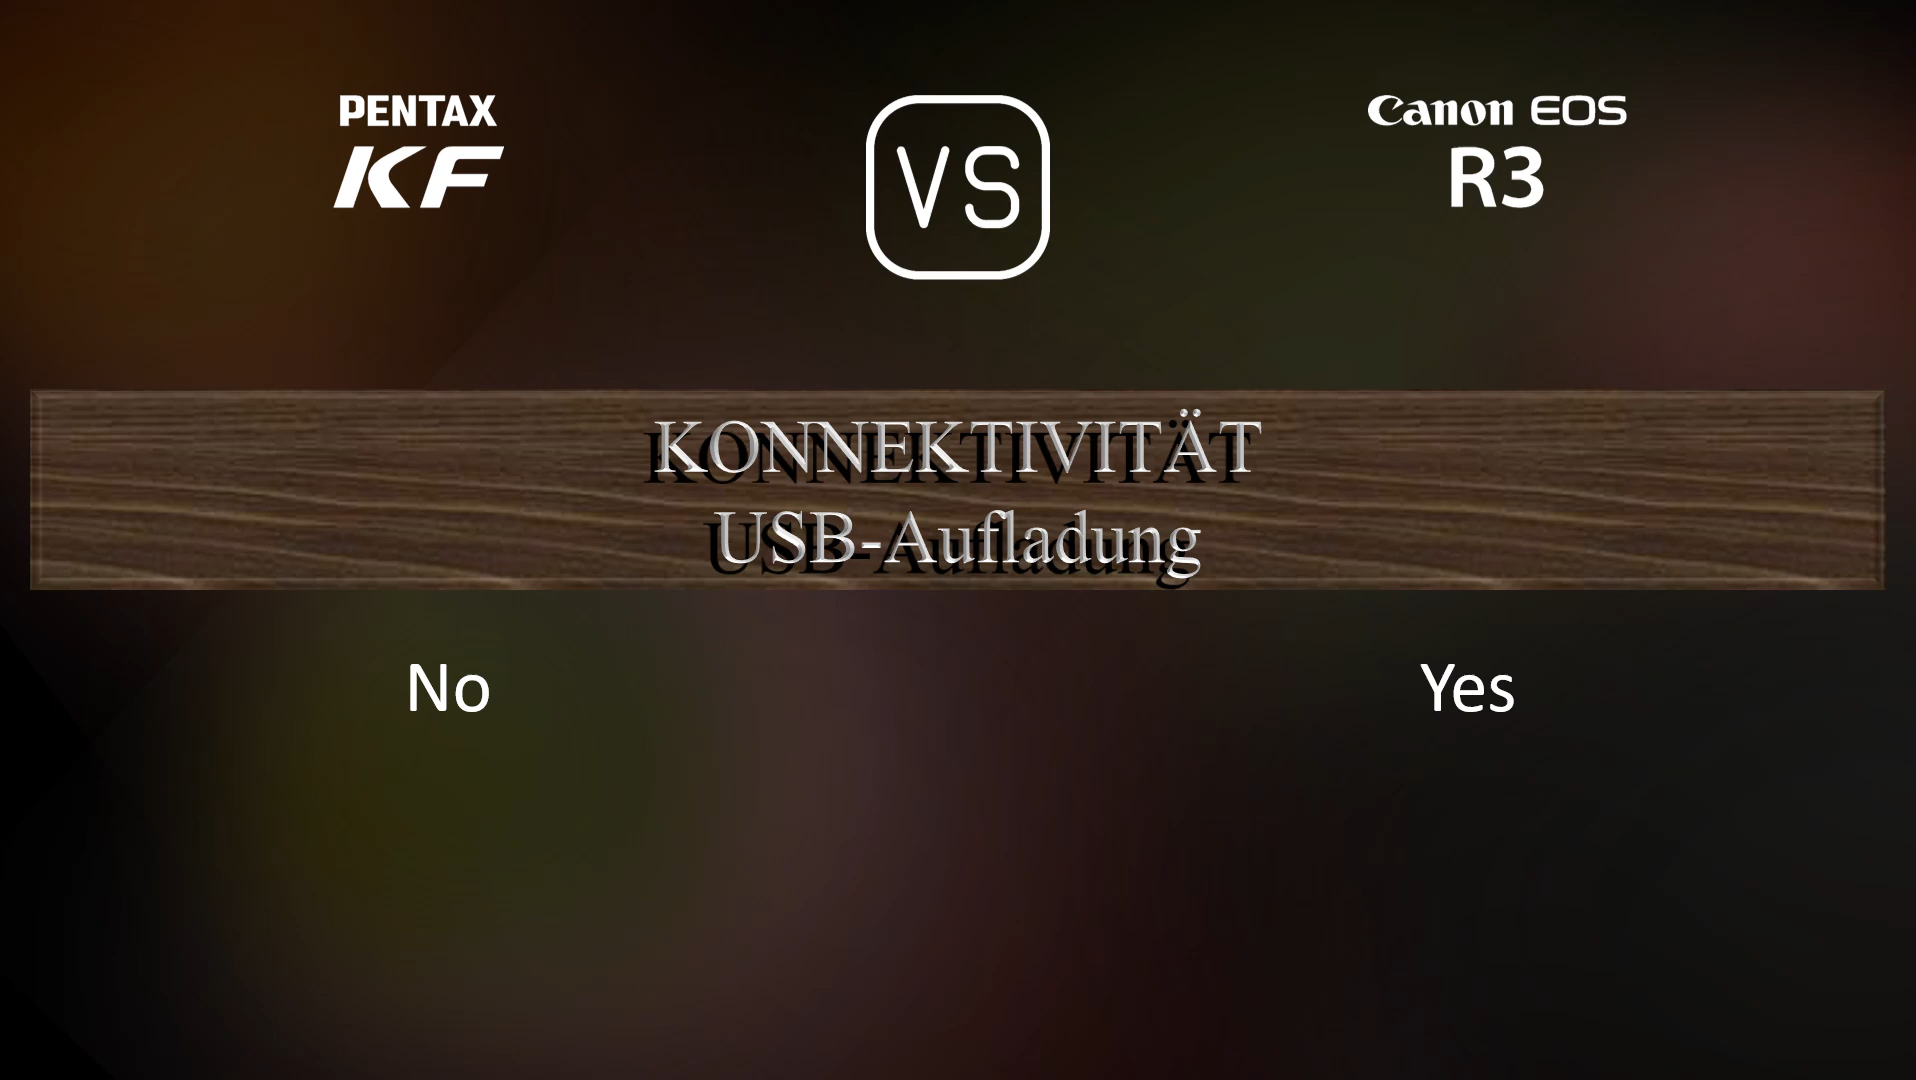 PENTAX
KF
VS
Canon EOS
R3
KONNEKTIVITÄT
USB-Aufladung
No
Yes